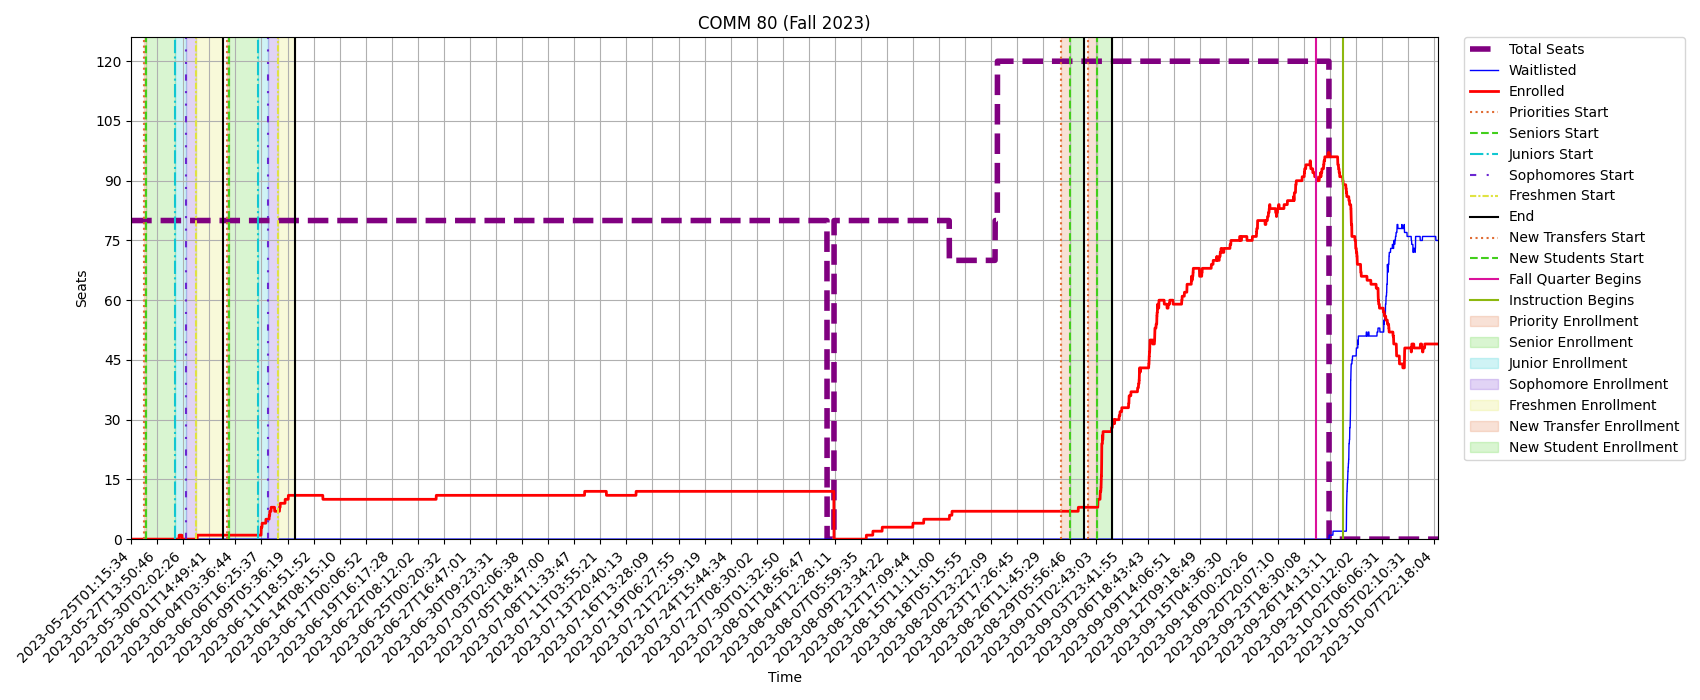 COMM 80 (Fall 2023)
120
105
90
75
60
45
30
15
0
Seats
2023-05-25T01:15:34
2023-05-27T13:50:46
2023-05-30T02:02:26
2023-06-01T14:49:41
2023-06-04T03:36:44
2023-06-06T16:25:37
2023-06-09T05:36:19
2023-06-11T18:51:52
2023-06-14T08:15:10
2023-06-17T00:06:52
2023-06-19T16:17:28
2023-06-22T08:12:02
2023-06-25T00:20:32
2023-06-27T16:47:01
2023-06-30T09:23:31
2023-07-03T02:06:38
2023-07-05T18:47:00
2023-07-08T11:33:47
2023-07-11T03:55:21
2023-07-13T20:40:13
2023-07-16T13:28:09
2023-07-19T06:27:55
2023-07-21T22:59:19
2023-07-24T15:44:34
2023-07-27T08:30:02
2023-07-30T01:32:50
2023-08-01T18:56:47
2023-08-04T12:28:11
2023-08-07T05:59:35
2023-08-09T23:34:22
2023-08-12T17:09:44
2023-08-15T11:11:00
2023-08-18T05:15:55
2023-08-20T23:22:09
2023-08-23T17:26:45
2023-08-26T11:45:29
2023-08-29T05:56:46
2023-09-01T02:43:03
2023-09-03T23:41:55
2023-09-06T18:43:43
2023-09-09T14:06:51
2023-09-12T09:18:49
2023-09-15T04:36:30
2023-09-18T00:20:26
2023-09-20T20:07:10
2023-09-23T18:30:08
2023-09-26T14:13:11
2023-09-29T10:12:02
2023-10-02T06:06:31
2023-10-05T02:10:31
2023-10-07T22:18:04
Time
Total Seats
Waitlisted
Enrolled
Priorities Start
Seniors Start
Juniors Start
Sophomores Start
Freshmen Start
End
New Transfers Start
New Students Start
Fall Quarter Begins
Instruction Begins
Priority Enrollment
Senior Enrollment
Junior Enrollment
Sophomore Enrollment
Freshmen Enrollment
New Transfer Enrollment
New Student Enrollment